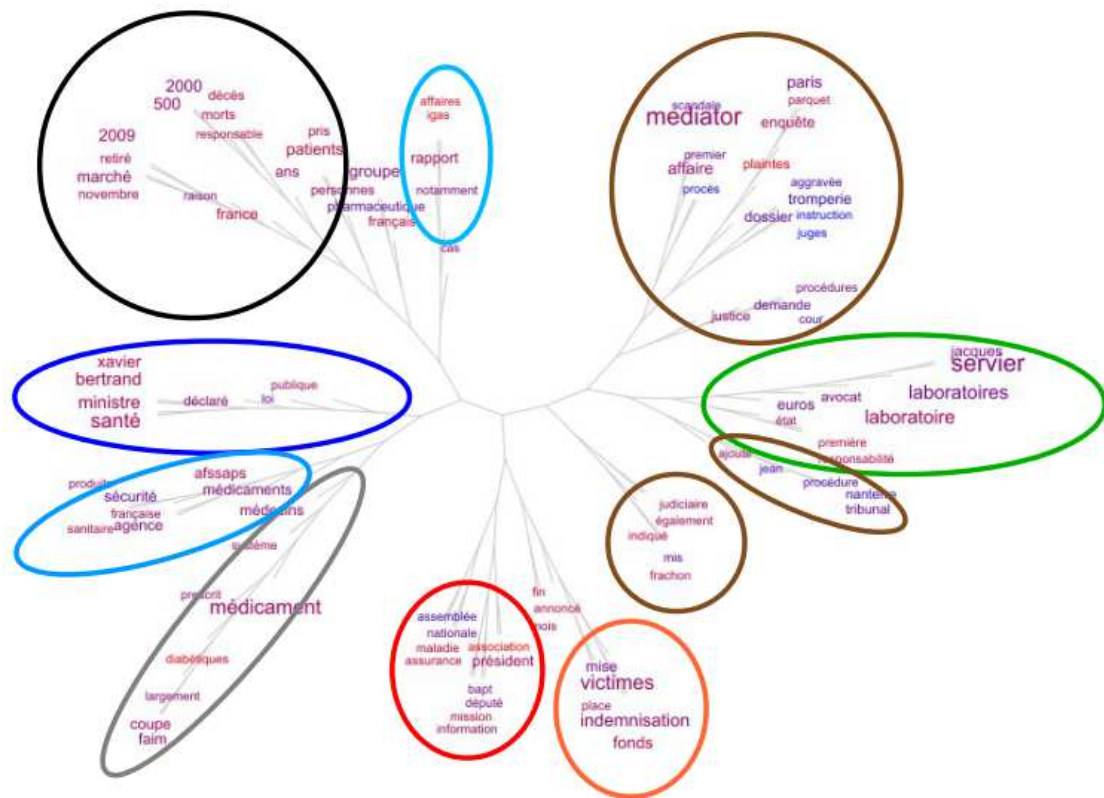 2000
500
décès
morts
responsable
2009
retiré
marché
novembre
raison
france
pris
patients
ans
groupe
personnes
pharmaceutique
français
affaires
igas
rapport
notamment
cas
paris
parquet
scandale
mediator
enquête
premier
affaire
procès
plaintes
aggravée
tromperie
dossier
instruction
juges
procédures
demande
justice
cour
xavier
bertrand
ministre
santé
déclaré
publique
loi
jacques
servier
laboratoires
avocat
euros
laboratoire
état
première
responsabilité
ajoute
jean
procédure
nanterre
tribunal
afssaps
produits
sécurité
médicaments
française
sanitaire
agence
médecins
système
prescrit
médicament
diabétiques
largement
coupe
faim
judiciaire
également
indiqué
mis
frachon
fin
annoncé
mois
assemblée
nationale
maladie
association
assurance
président
bapt
député
mission
information
mise
victimes
place
indemnisation
fonds